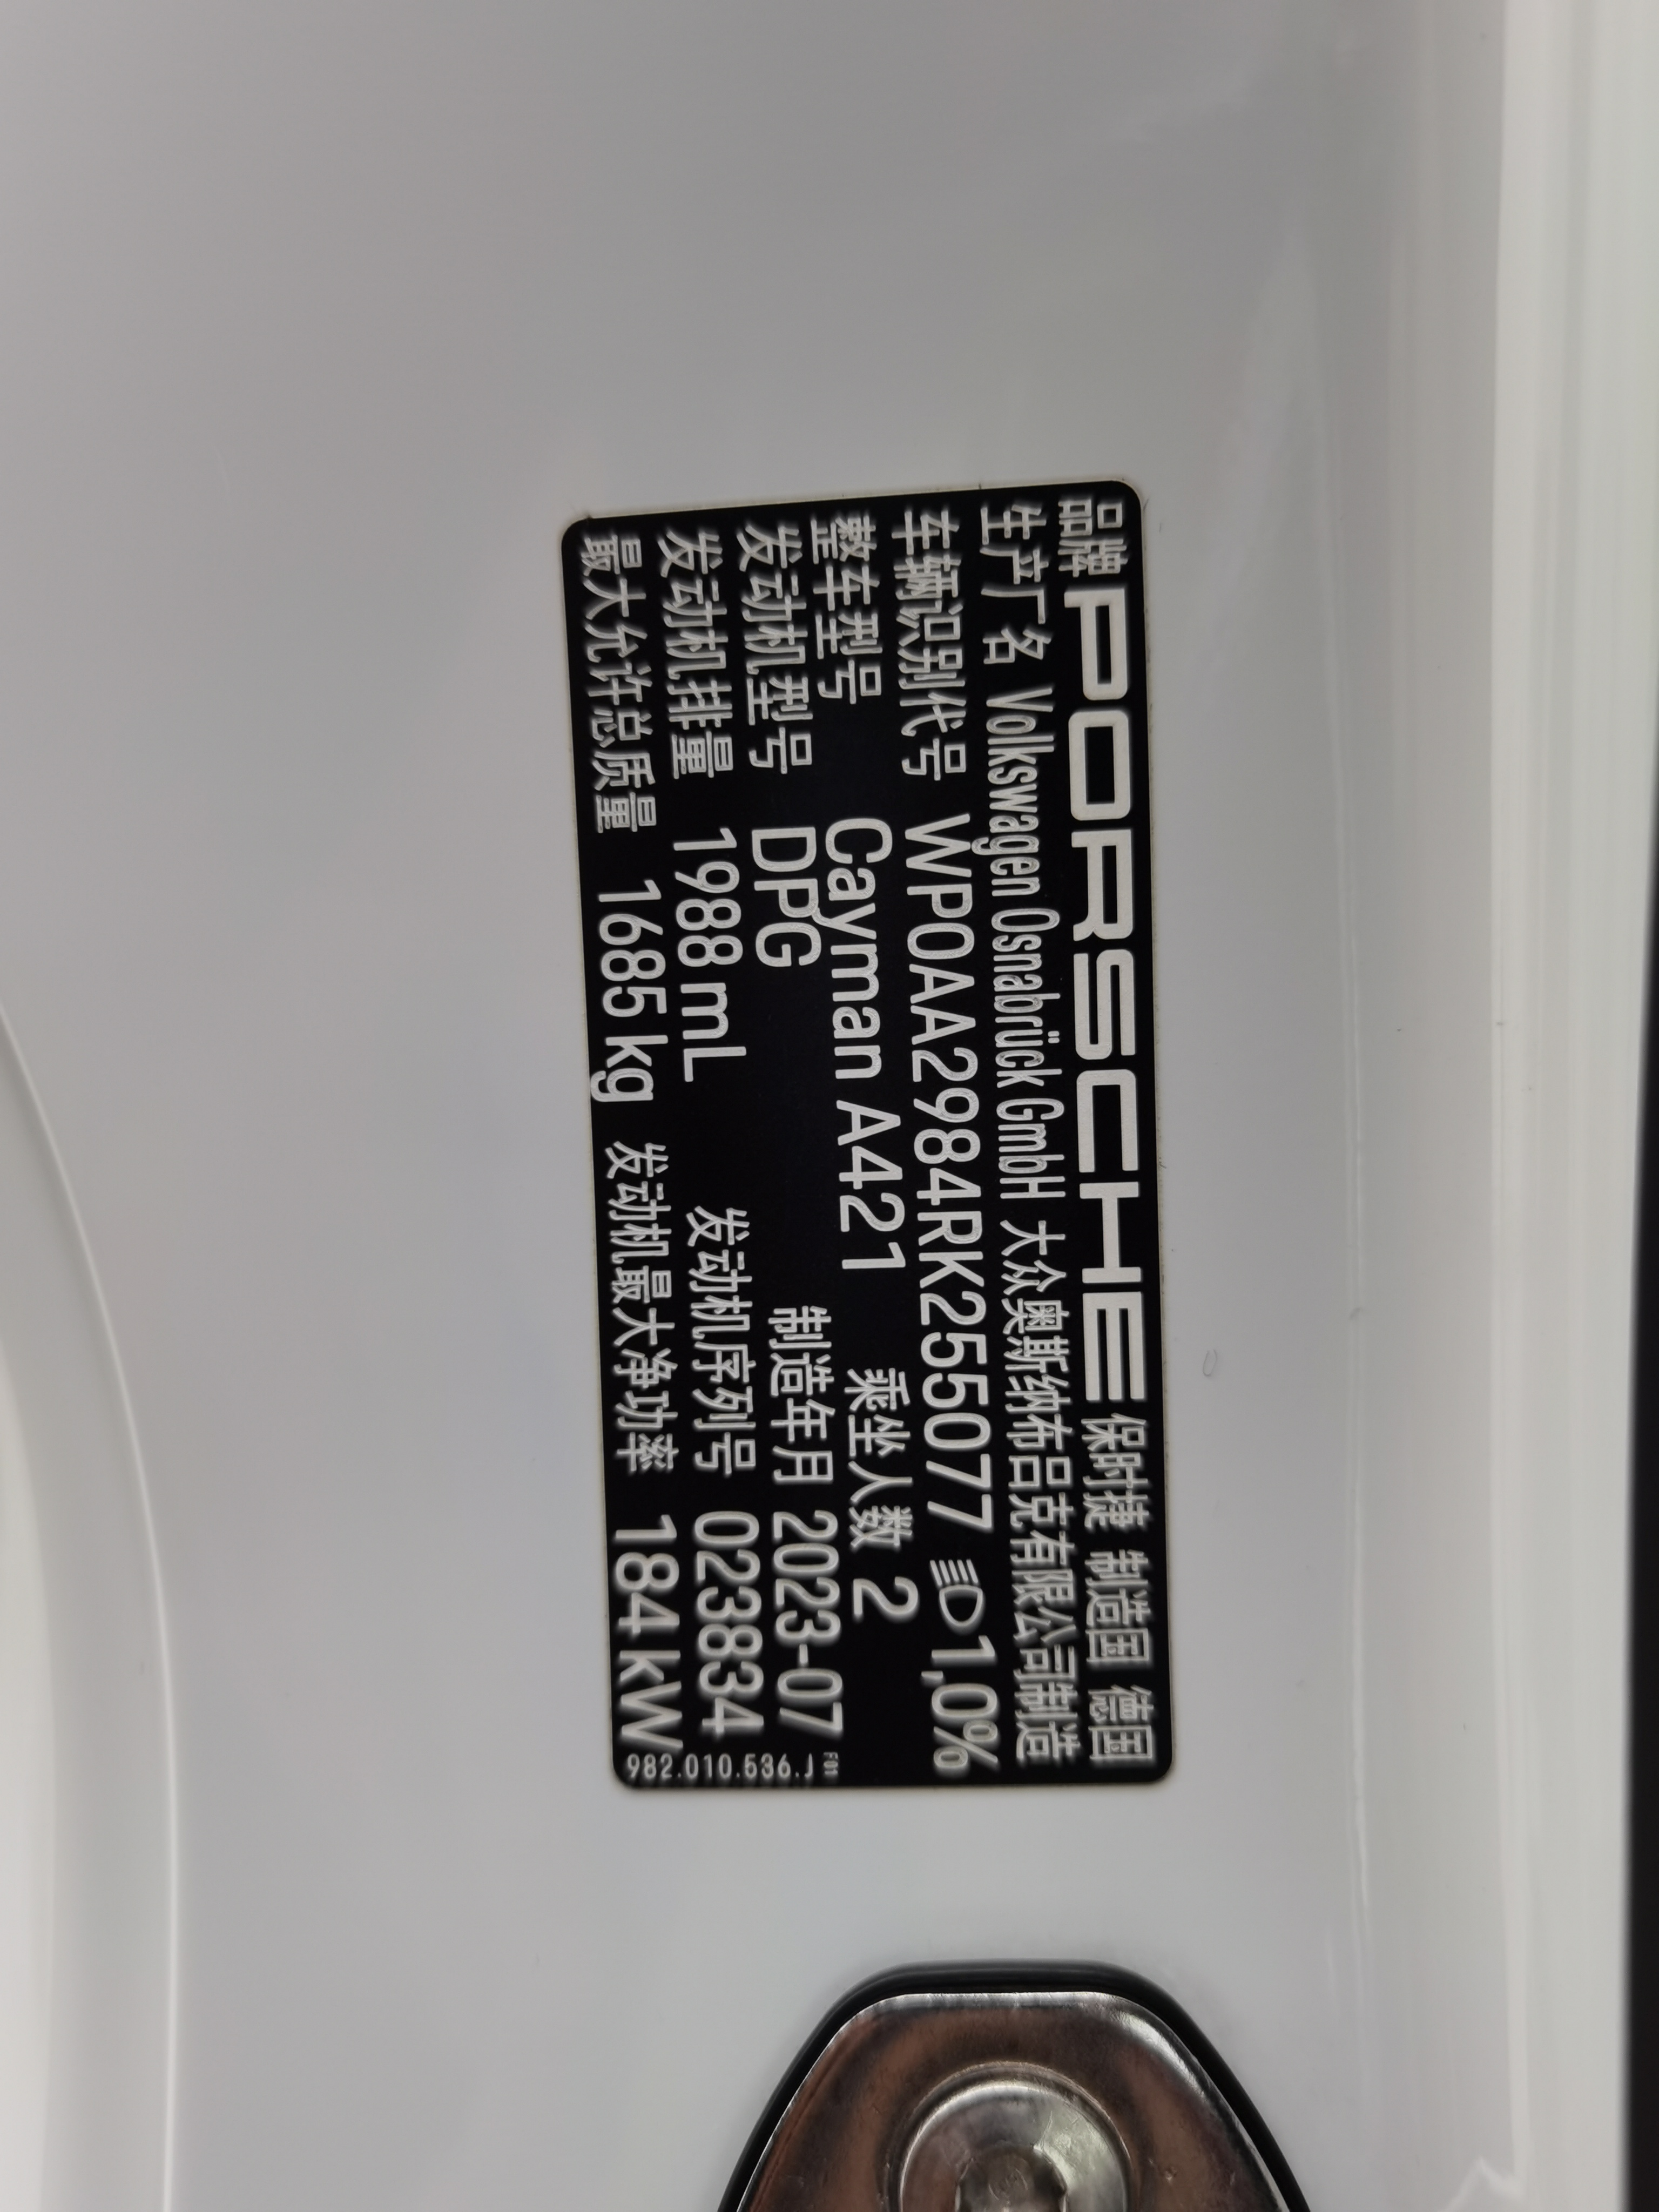 品牌 PORSCHE 保时捷 制造国 德国
生产厂名 Volkswagen Osnabrück GmbH 大众奥斯纳布吕克有限公司制造
车辆识别代号 WP0AA2984RK255077 1,0%
整车型号 Cayman A421 乘坐人数 2
发动机型号 DPG 制造年月 2023-07
发动机排量 1988 mL 发动机序列号 023834
最大允许总质量 1685 kg 发动机最大净功率 184 kW
982.010.536.J F01